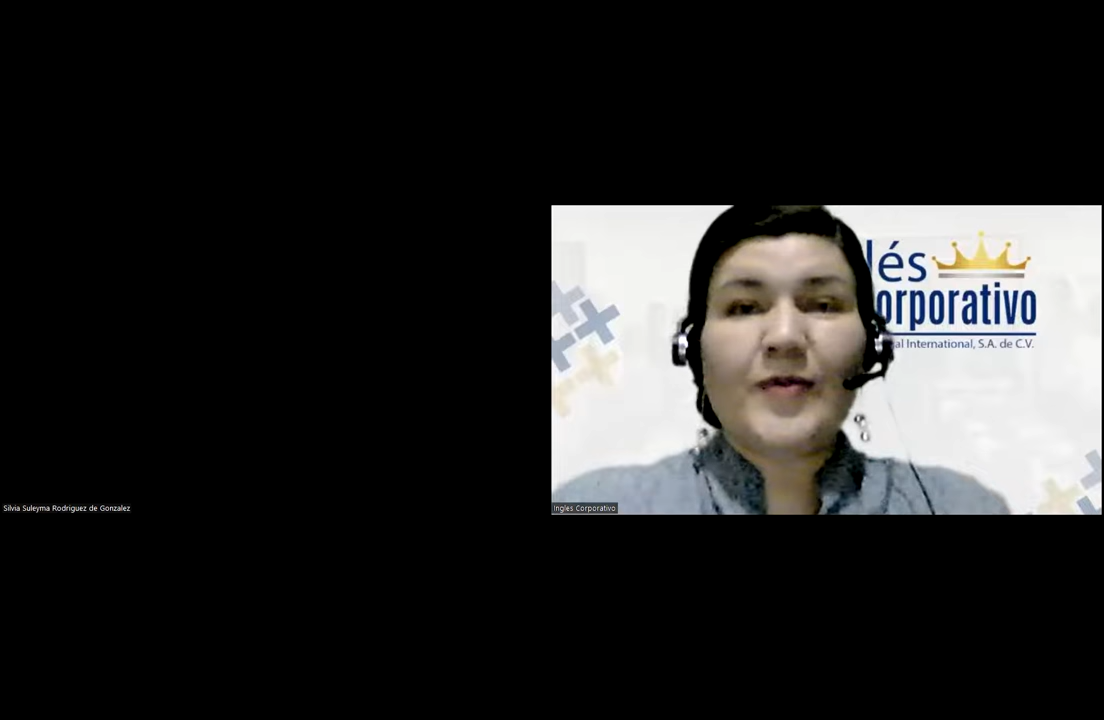 Silvia Suleyma Rodriguez de Gonzalez
lés
orporativo
al International, S.A. de C.V.
Ingles Corporativo